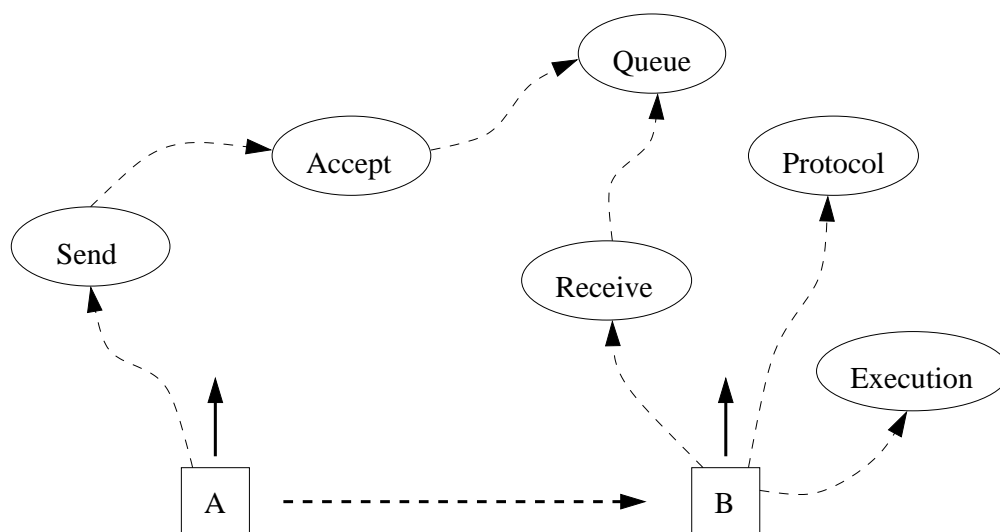 Queue
Accept
Protocol
Send
Receive
Execution
A
B